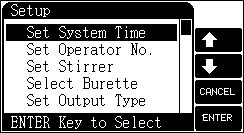 Setup
Set System Time
Set Operator No.
Set Stirrer
Select Burette
Set Output Type
CANCEL
ENTER Key to Select
ENTER